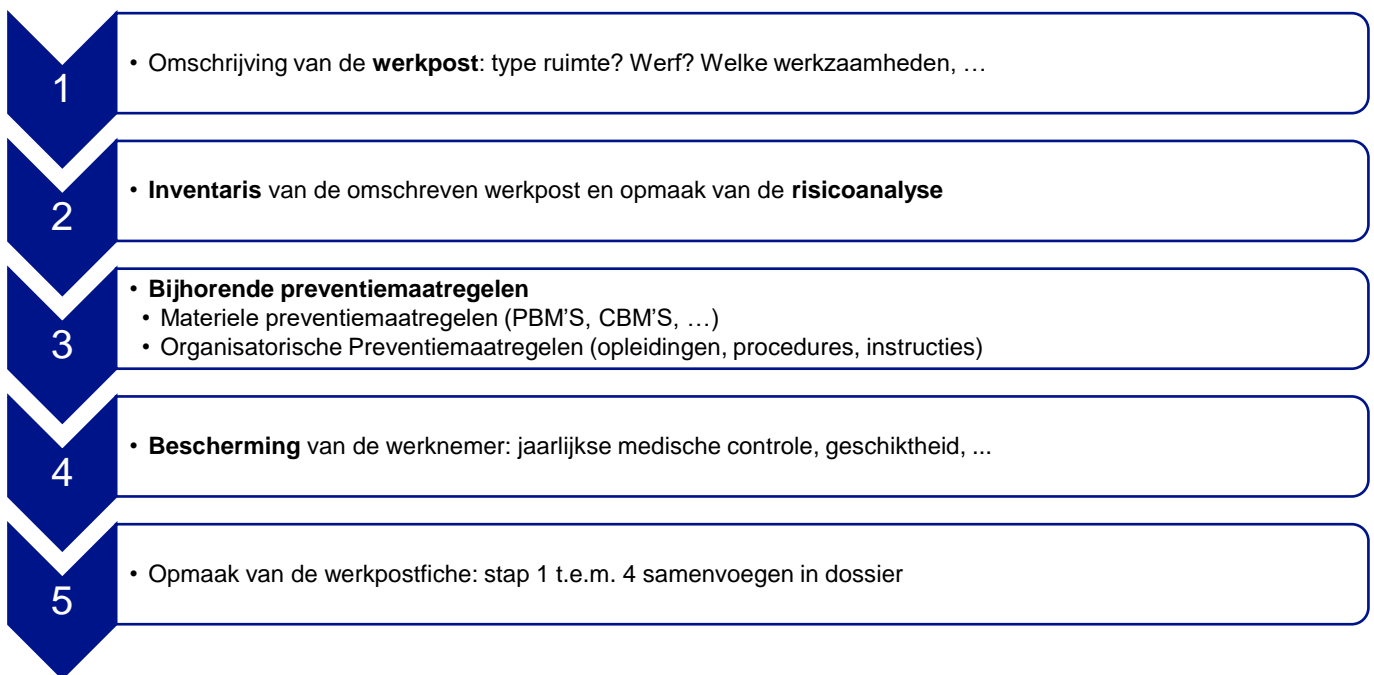 1
• Omschrijving van de werkpost: type ruimte? Werf? Welke werkzaamheden, …
2
• Inventaris van de omschreven werkpost en opmaak van de risicoanalyse
3
• Bijhorende preventiemaatregelen
• Materiele preventiemaatregelen (PBM'S, CBM'S, …)
• Organisatorische Preventiemaatregelen (opleidingen, procedures, instructies)
4
• Bescherming van de werknemer: jaarlijkse medische controle, geschiktheid, ...
5
• Opmaak van de werkpostfiche: stap 1 t.e.m. 4 samenvoegen in dossier